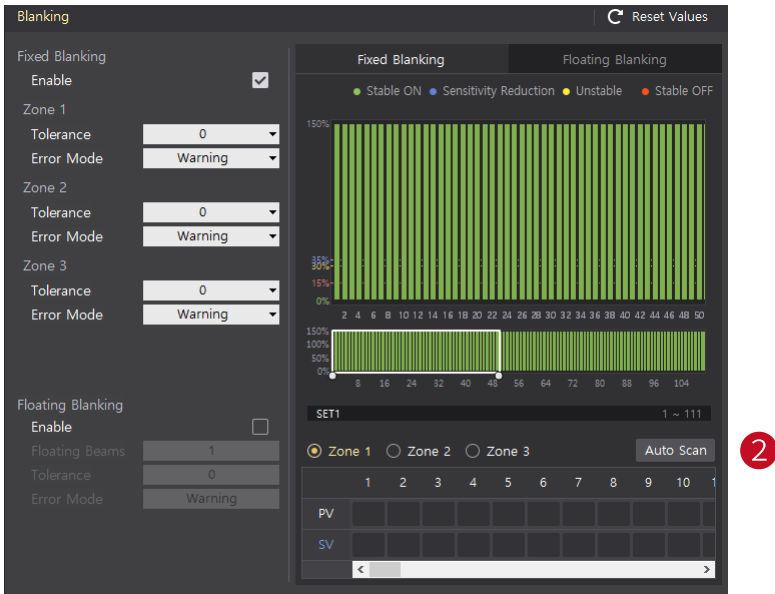 Blanking
Reset Values
Fixed Blanking
Enable
Zone 1
Tolerance 0
Error Mode Warning
Zone 2
Tolerance 0
Error Mode Warning
Zone 3
Tolerance 0
Error Mode Warning
Floating Blanking
Enable
Floating Beams 1
Tolerance 0
Error Mode Warning
Fixed Blanking Floating Blanking
Stable ON Sensitivity Reduction Unstable Stable OFF
150%
35%
30%
15%
0%
2 4 6 8 10 12 14 16 18 20 22 24 26 28 30 32 34 36 38 40 42 44 46 48 50
150%
100%
50%
0%
8 16 24 32 40 48 56 64 72 80 88 96 104
SET1 1 ~ 111
Zone 1 Zone 2 Zone 3 Auto Scan
1 2 3 4 5 6 7 8 9 10 1
PV
SV
2